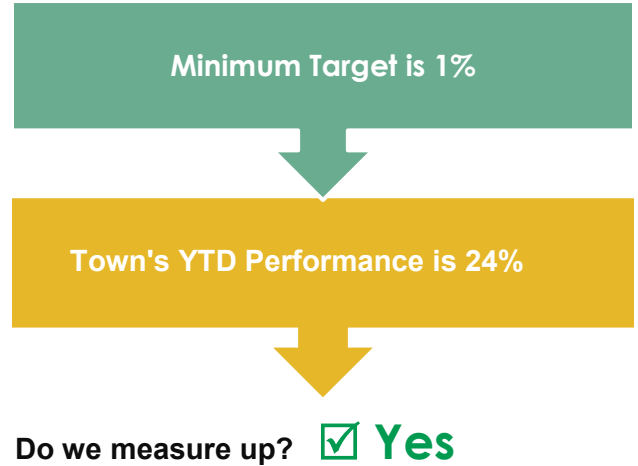 Minimum Target is 1%
Town's YTD Performance is 24%
Do we measure up? ☑ Yes